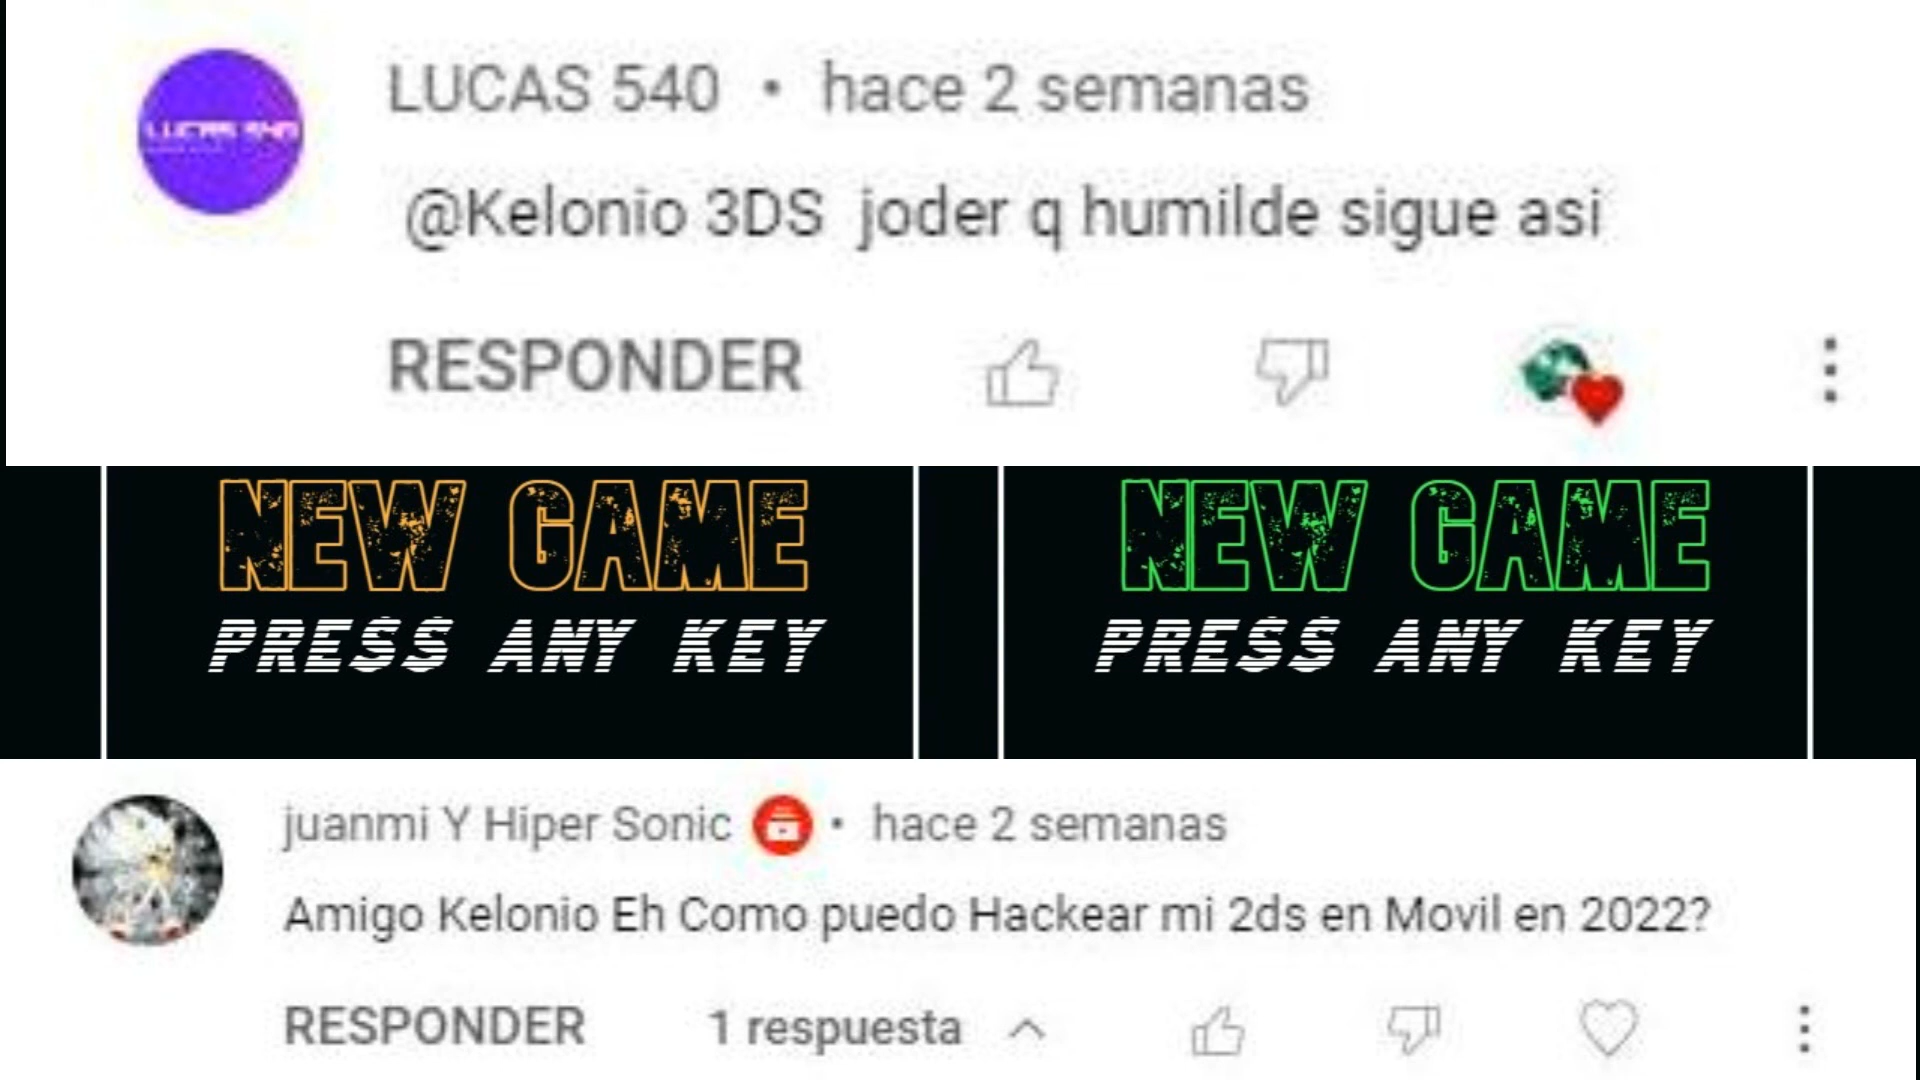 LUCAS 540 • hace 2 semanas
LUCAS 540
@Kelonio 3DS joder q humilde sigue asi
RESPONDER
NEW GAME
PRESS ANY KEY
NEW GAME
PRESS ANY KEY
juanmi Y Hiper Sonic • hace 2 semanas
Amigo Kelonio Eh Como puedo Hackear mi 2ds en Movil en 2022?
RESPONDER 1 respuesta